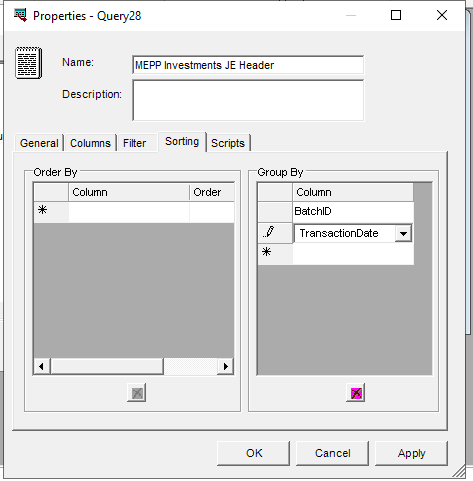 Properties - Query28
Name:
MEPP Investments JE Header
Description:
General Columns Filter Sorting Scripts
Order By
Column Order
Group By
Column
BatchID
TransactionDate
OK Cancel Apply